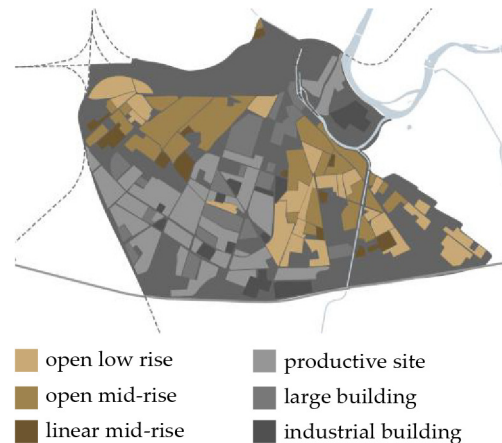 open low rise
productive site
open mid-rise
large building
linear mid-rise
industrial building